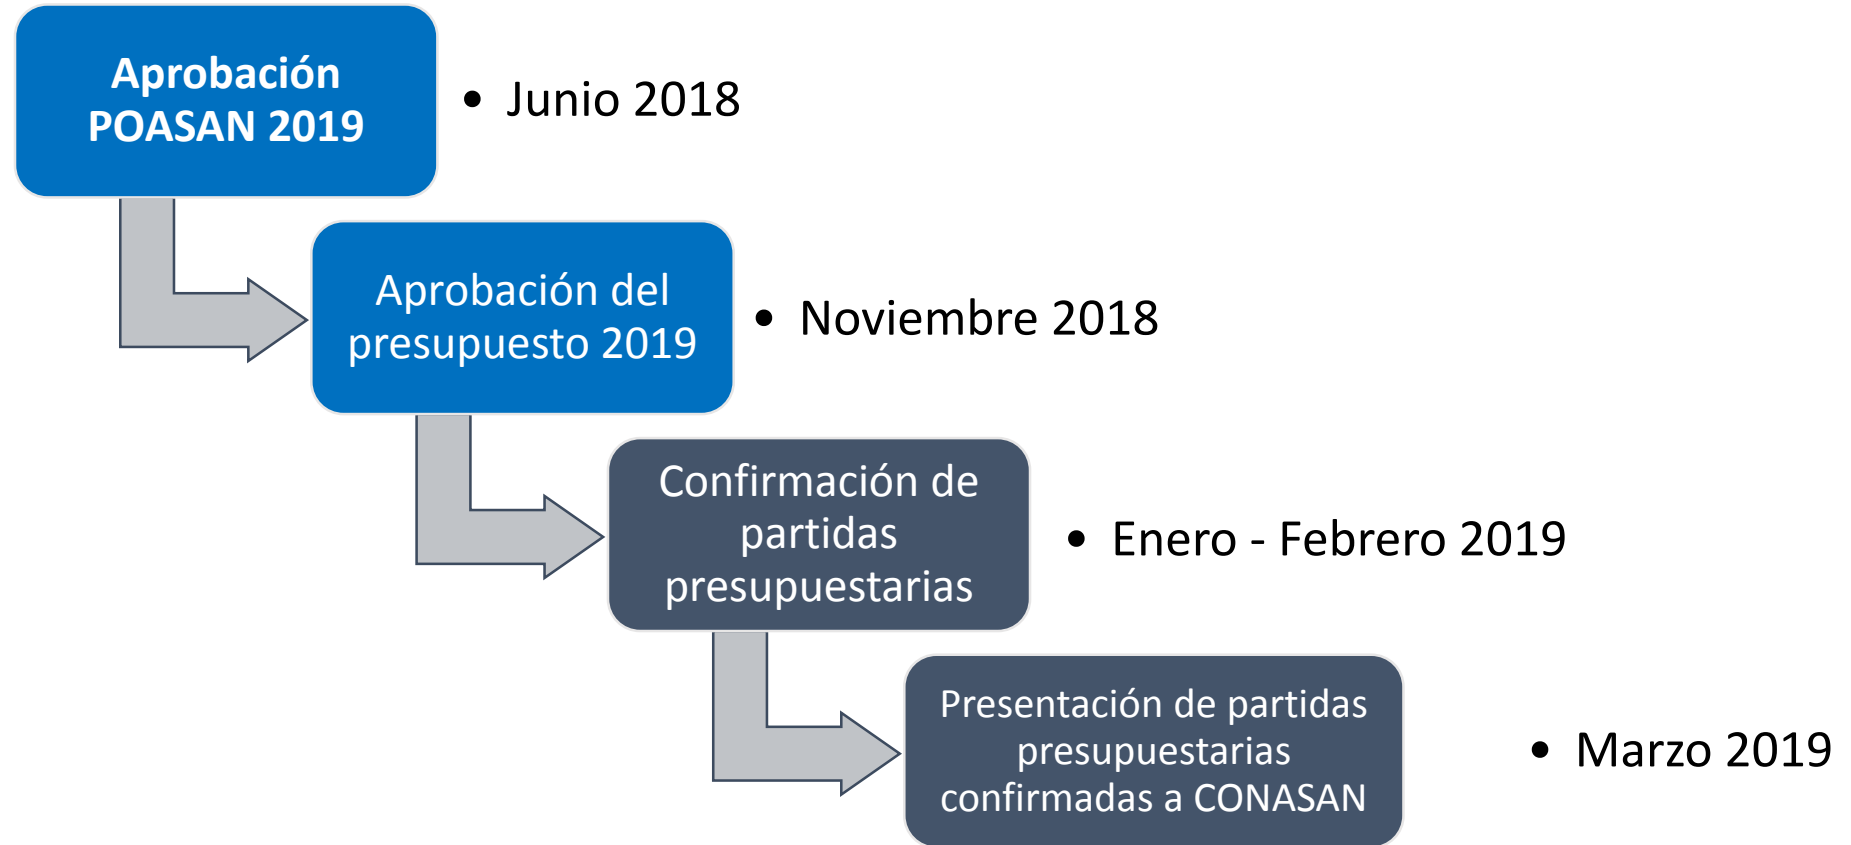 Aprobación
POASAN 2019
• Junio 2018
Aprobación del
presupuesto 2019
• Noviembre 2018
Confirmación de
partidas
presupuestarias
• Enero - Febrero 2019
Presentación de partidas
presupuestarias
confirmadas a CONASAN
• Marzo 2019